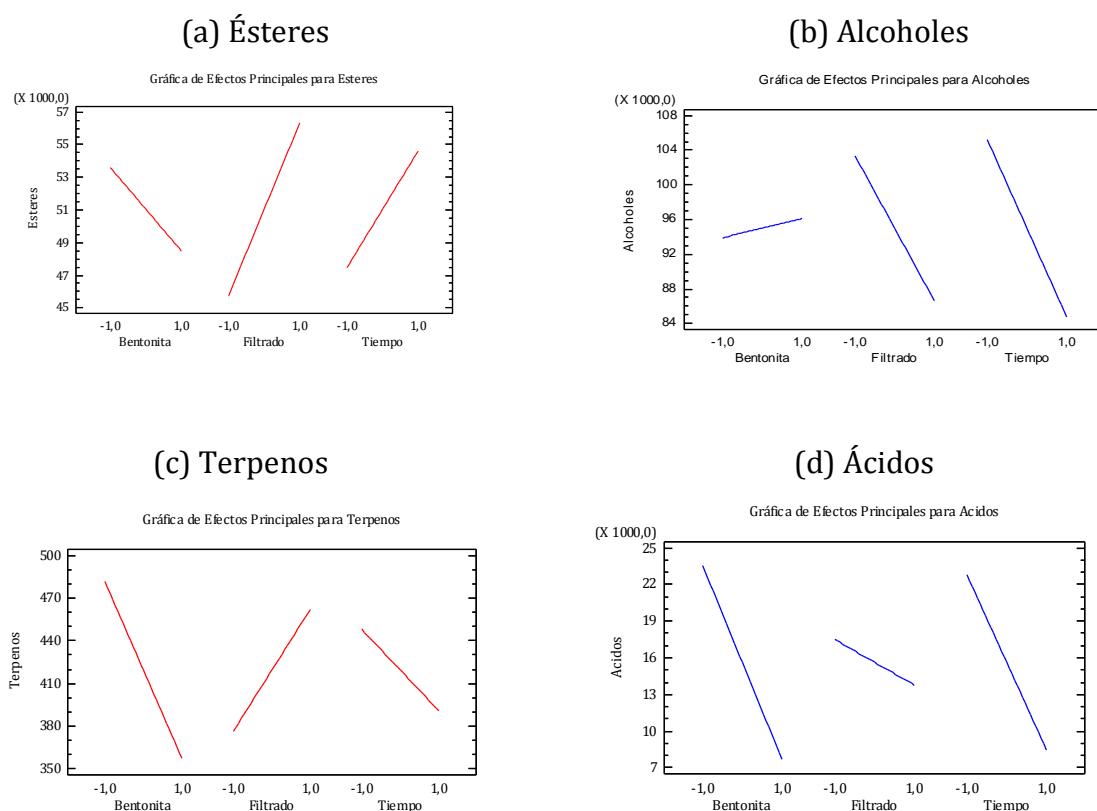 (a) Ésteres
Gráfica de Efectos Principales para Esteres
(X 1000,0)
57
55
53
51
49
47
45
Esteres
-1,0 1,0 -1,0 1,0 -1,0 1,0
Bentonita Filtrado Tiempo
(b) Alcoholes
Gráfica de Efectos Principales para Alcoholes
(X 1000,0)
108
104
100
96
92
88
84
Alcoholes
-1,0 1,0 -1,0 1,0 -1,0 1,0
Bentonita Filtrado Tiempo
(c) Terpenos
Gráfica de Efectos Principales para Terpenos
500
470
440
410
380
350
Terpenos
-1,0 1,0 -1,0 1,0 -1,0 1,0
Bentonita Filtrado Tiempo
(d) Ácidos
Gráfica de Efectos Principales para Acidos
(X 1000,0)
25
22
19
16
13
10
7
Acidos
-1,0 1,0 -1,0 1,0 -1,0 1,0
Bentonita Filtrado Tiempo